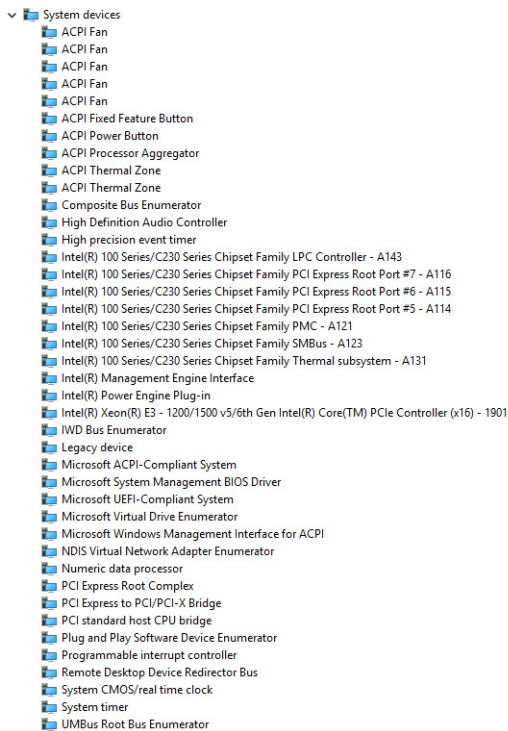 System devices
ACPI Fan
ACPI Fan
ACPI Fan
ACPI Fan
ACPI Fan
ACPI Fixed Feature Button
ACPI Power Button
ACPI Processor Aggregator
ACPI Thermal Zone
ACPI Thermal Zone
Composite Bus Enumerator
High Definition Audio Controller
High precision event timer
Intel(R) 100 Series/C230 Series Chipset Family LPC Controller - A143
Intel(R) 100 Series/C230 Series Chipset Family PCI Express Root Port #7 - A116
Intel(R) 100 Series/C230 Series Chipset Family PCI Express Root Port #6 - A115
Intel(R) 100 Series/C230 Series Chipset Family PCI Express Root Port #5 - A114
Intel(R) 100 Series/C230 Series Chipset Family PMC - A121
Intel(R) 100 Series/C230 Series Chipset Family SMBus - A123
Intel(R) 100 Series/C230 Series Chipset Family Thermal subsystem - A131
Intel(R) Management Engine Interface
Intel(R) Power Engine Plug-in
Intel(R) Xeon(R) E3 - 1200/1500 v5/6th Gen Intel(R) Core(TM) PCIe Controller (x16) - 1901
IWD Bus Enumerator
Legacy device
Microsoft ACPI-Compliant System
Microsoft System Management BIOS Driver
Microsoft UEFI-Compliant System
Microsoft Virtual Drive Enumerator
Microsoft Windows Management Interface for ACPI
NDIS Virtual Network Adapter Enumerator
Numeric data processor
PCI Express Root Complex
PCI Express to PCI/PCI-X Bridge
PCI standard host CPU bridge
Plug and Play Software Device Enumerator
Programmable interrupt controller
Remote Desktop Device Redirector Bus
System CMOS/real time clock
System timer
UMBus Root Bus Enumerator